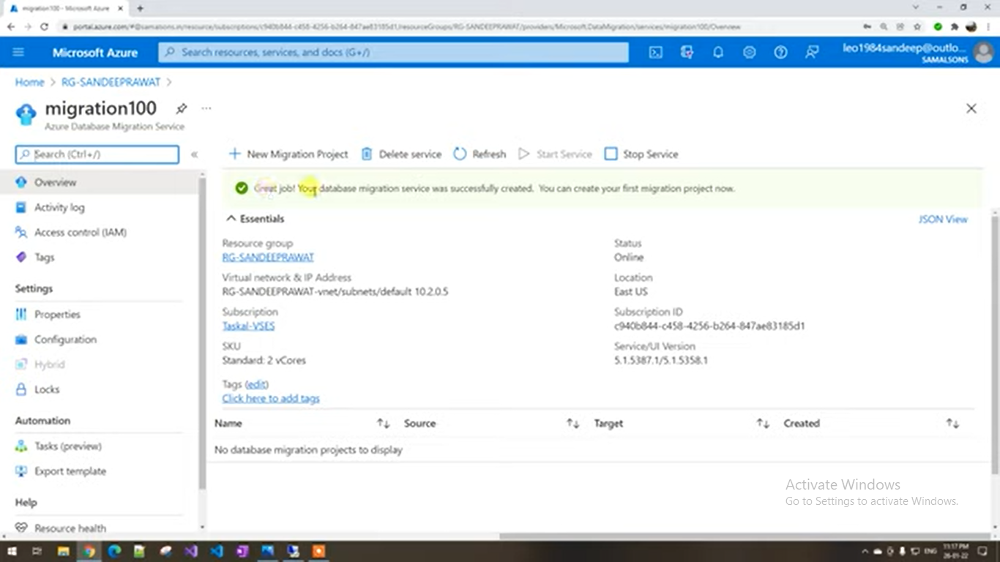 migration100 - Microsoft Azure
portal.azure.com/#@samalsons.in/resource/subscriptions/c940b844-c458-4256-b264-847ae83185d1/resourceGroups/RG-SANDEEPRAWAT/providers/Microsoft.DataMigration/services/migration100/Overview
Microsoft Azure
Search resources, services, and docs (G+/)
leo1984sandeep@outlo...
SAMALSONS
Home > RG-SANDEEPRAWAT >
migration100
Azure Database Migration Service
Search (Ctrl+/)
New Migration Project
Delete service
Refresh
Start Service
Stop Service
Great job! Your database migration service was successfully created. You can create your first migration project now.
Overview
Activity log
Access control (IAM)
Tags
Settings
Properties
Configuration
Hybrid
Locks
Automation
Tasks (preview)
Export template
Help
Resource health
Essentials
JSON View
Resource group
RG-SANDEEPRAWAT
Status
Online
Virtual network & IP Address
RG-SANDEEPRAWAT-vnet/subnets/default 10.2.0.5
Location
East US
Subscription
Taskal-VSES
Subscription ID
c940b844-c458-4256-b264-847ae83185d1
SKU
Standard: 2 vCores
Service/UI Version
5.1.5387.1/5.1.5358.1
Tags (edit)
Click here to add tags
Name
Source
Target
Created
No database migration projects to display
Activate Windows
Go to Settings to activate Windows.
ENG
11:17 PM
26-01-22